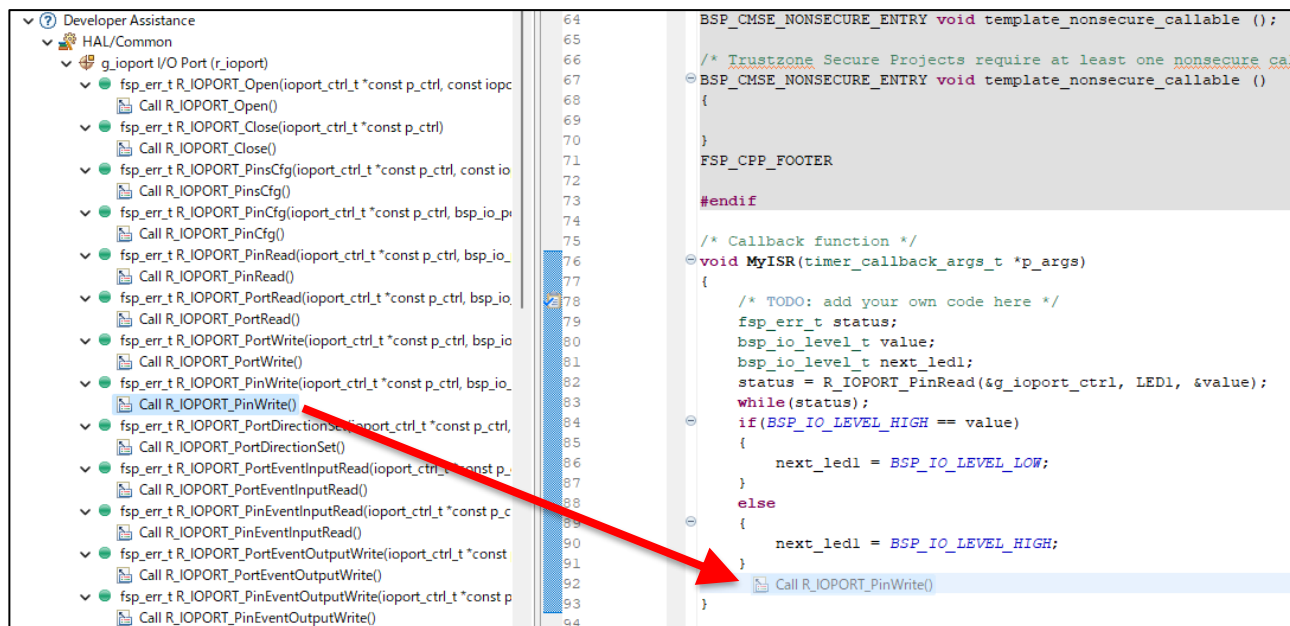 Developer Assistance
HAL/Common
g_ioport I/O Port (r_ioport)
fsp_err_t R_IOPORT_Open(ioport_ctrl_t *const p_ctrl, const iopc
Call R_IOPORT_Open()
fsp_err_t R_IOPORT_Close(ioport_ctrl_t *const p_ctrl)
Call R_IOPORT_Close()
fsp_err_t R_IOPORT_PinsCfg(ioport_ctrl_t *const p_ctrl, const io
Call R_IOPORT_PinsCfg()
fsp_err_t R_IOPORT_PinCfg(ioport_ctrl_t *const p_ctrl, bsp_io_p
Call R_IOPORT_PinCfg()
fsp_err_t R_IOPORT_PinRead(ioport_ctrl_t *const p_ctrl, bsp_io_
Call R_IOPORT_PinRead()
fsp_err_t R_IOPORT_PortRead(ioport_ctrl_t *const p_ctrl, bsp_io_
Call R_IOPORT_PortRead()
fsp_err_t R_IOPORT_PortWrite(ioport_ctrl_t *const p_ctrl, bsp_io
Call R_IOPORT_PortWrite()
fsp_err_t R_IOPORT_PinWrite(ioport_ctrl_t *const p_ctrl, bsp_io_
Call R_IOPORT_PinWrite()
fsp_err_t R_IOPORT_PortDirectionSet(ioport_ctrl_t *const p_ctrl,
Call R_IOPORT_PortDirectionSet()
fsp_err_t R_IOPORT_PortEventInputRead(ioport_ctrl_t *const p_
Call R_IOPORT_PortEventInputRead()
fsp_err_t R_IOPORT_PinEventInputRead(ioport_ctrl_t *const p_c
Call R_IOPORT_PinEventInputRead()
fsp_err_t R_IOPORT_PortEventOutputWrite(ioport_ctrl_t *const
Call R_IOPORT_PortEventOutputWrite()
fsp_err_t R_IOPORT_PinEventOutputWrite(ioport_ctrl_t *const p
Call R_IOPORT_PinEventOutputWrite()
64 BSP_CMSE_NONSECURE_ENTRY void template_nonsecure_callable ();
65
66 /* Trustzone Secure Projects require at least one nonsecure cal
67 BSP_CMSE_NONSECURE_ENTRY void template_nonsecure_callable ()
68 {
69
70 }
71 FSP_CPP_FOOTER
72
73 #endif
74
75 /* Callback function */
76 void MyISR(timer_callback_args_t *p_args)
77 {
78 /* TODO: add your own code here */
79 fsp_err_t status;
80 bsp_io_level_t value;
81 bsp_io_level_t next_led1;
82 status = R_IOPORT_PinRead(&g_ioport_ctrl, LED1, &value);
83 while(status);
84 if(BSP_IO_LEVEL_HIGH == value)
85 {
86 next_led1 = BSP_IO_LEVEL_LOW;
87 }
88 else
89 {
90 next_led1 = BSP_IO_LEVEL_HIGH;
91 }
92 Call R_IOPORT_PinWrite()
93 }
94